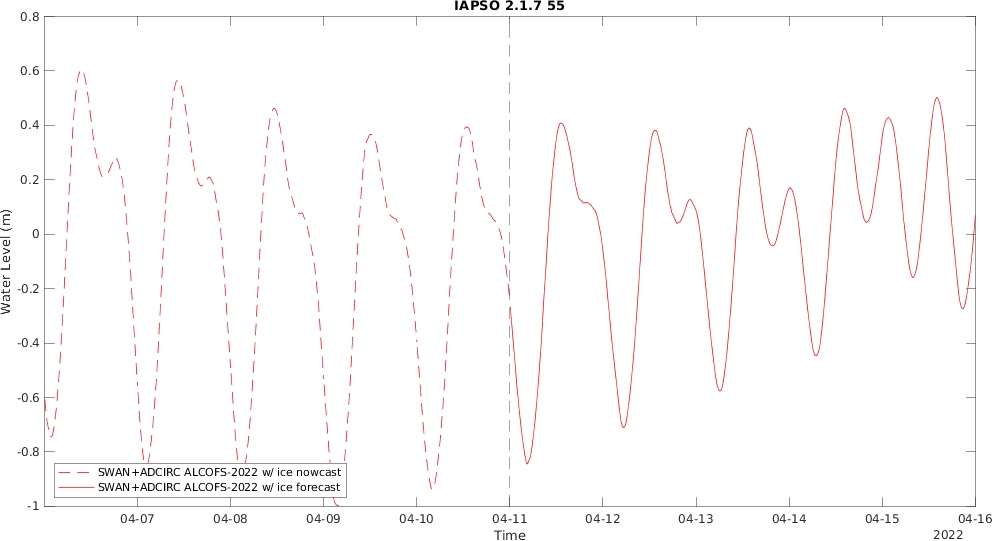 IAPSO 2.1.7 55
Water Level (m)
0.8
0.6
0.4
0.2
0
-0.2
-0.4
-0.6
-0.8
-1
SWAN+ADCIRC ALCOFS-2022 w/ ice nowcast
SWAN+ADCIRC ALCOFS-2022 w/ ice forecast
04-07 04-08 04-09 04-10 04-11 04-12 04-13 04-14 04-15 04-16
Time
2022